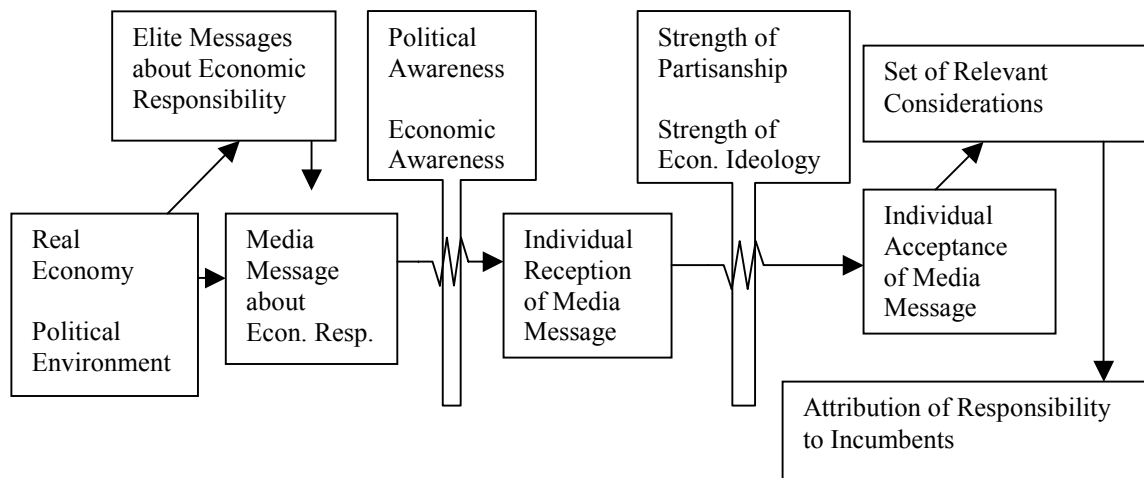 Elite Messages
about Economic
Responsibility
Political
Awareness
Economic
Awareness
Strength of
Partisanship
Strength of
Econ. Ideology
Set of Relevant
Considerations
Real
Economy
Political
Environment
Media
Message
about
Econ. Resp.
Individual
Reception
of Media
Message
Individual
Acceptance
of Media
Message
Attribution of Responsibility
to Incumbents